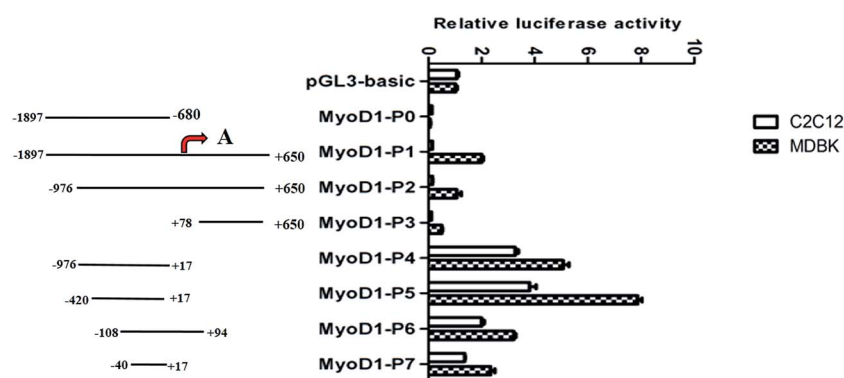 Relative luciferase activity
0 2 4 6 8 10
pGL3-basic
-1897 -680 MyoD1-P0
A
-1897 +650 MyoD1-P1
-976 +650 MyoD1-P2
+78 +650 MyoD1-P3
-976 +17 MyoD1-P4
-420 +17 MyoD1-P5
-108 +94 MyoD1-P6
-40 +17 MyoD1-P7
C2C12
MDBK